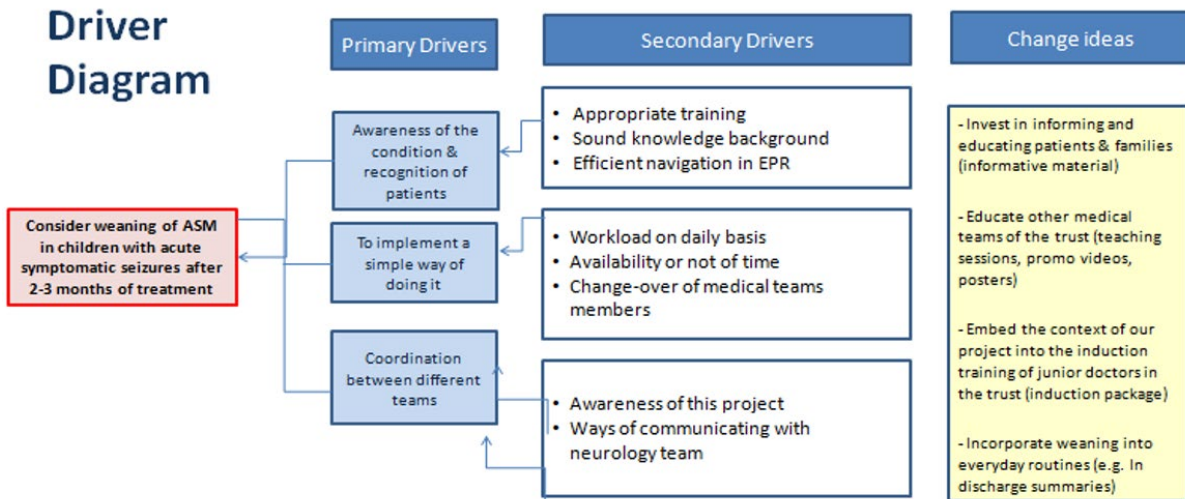 Driver
Diagram
Primary Drivers
Secondary Drivers
Change ideas
Consider weaning of ASM
in children with acute
symptomatic seizures after
2-3 months of treatment
Awareness of the
condition &
recognition of
patients
To implement a
simple way of
doing it
Coordination
between different
teams
• Appropriate training
• Sound knowledge background
• Efficient navigation in EPR
• Workload on daily basis
• Availability or not of time
• Change-over of medical teams
members
• Awareness of this project
• Ways of communicating with
neurology team
- Invest in informing and
educating patients & families
(informative material)
- Educate other medical
teams of the trust (teaching
sessions, promo videos,
posters)
- Embed the context of our
project into the induction
training of junior doctors in
the trust (induction package)
- Incorporate weaning into
everyday routines (e.g. In
discharge summaries)